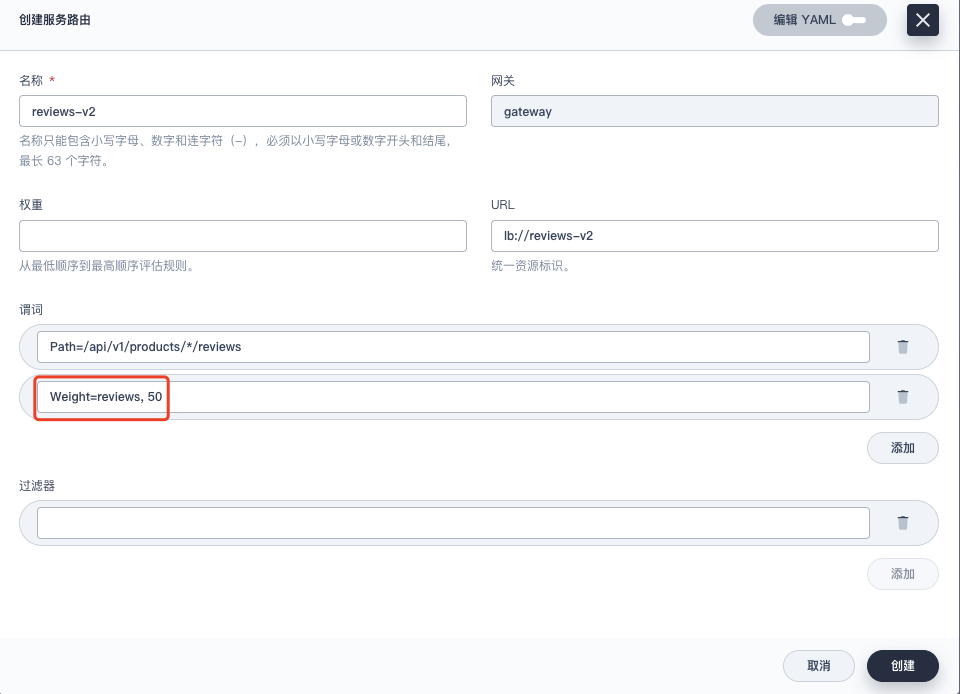 创建服务路由
编辑 YAML
名称 *
网关
reviews-v2
gateway
名称只能包含小写字母、数字和连字符（-），必须以小写字母或数字开头和结尾，
最长 63 个字符。
权重
URL
lb://reviews-v2
从最低顺序到最高顺序评估规则。
统一资源标识。
谓词
Path=/api/v1/products/*/reviews
Weight=reviews, 50
添加
过滤器
添加
取消
创建